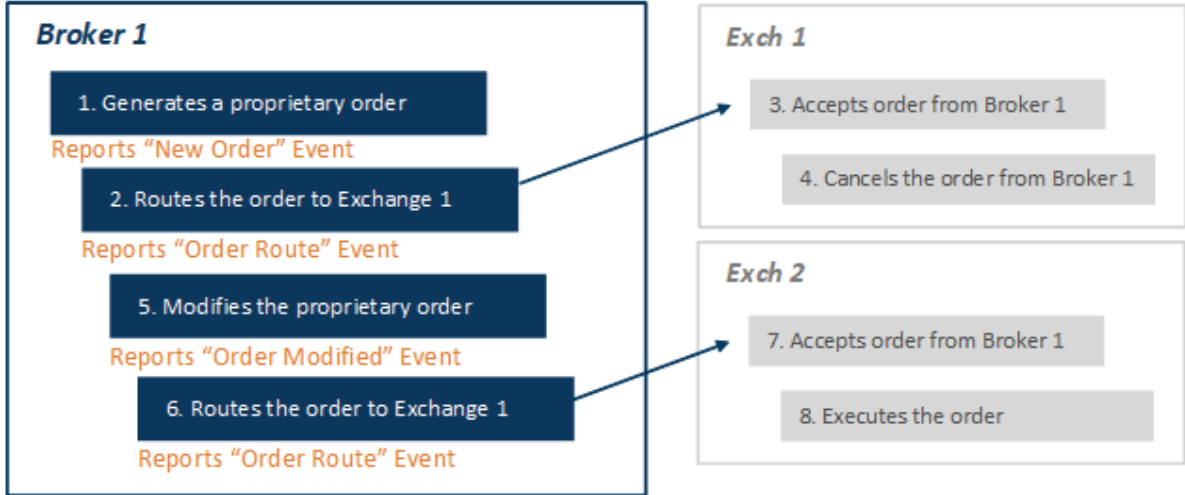 Broker 1
1. Generates a proprietary order
Reports “New Order” Event
2. Routes the order to Exchange 1
Reports “Order Route” Event
5. Modifies the proprietary order
Reports “Order Modified” Event
6. Routes the order to Exchange 1
Reports “Order Route” Event
Exch 1
3. Accepts order from Broker 1
4. Cancels the order from Broker 1
Exch 2
7. Accepts order from Broker 1
8. Executes the order